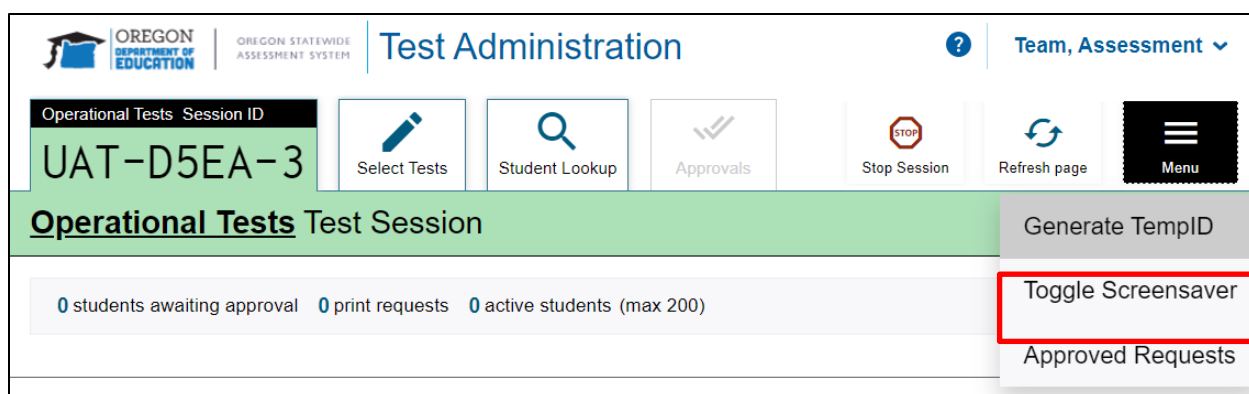 OREGON
DEPARTMENT OF
EDUCATION
OREGON STATEWIDE
ASSESSMENT SYSTEM
Test Administration
?
Team, Assessment
Operational Tests Session ID
UAT-D5EA-3
Select Tests
Student Lookup
Approvals
STOP
Stop Session
Refresh page
Menu
Operational Tests Test Session
Generate TempID
Toggle Screensaver
Approved Requests
0 students awaiting approval 0 print requests 0 active students (max 200)